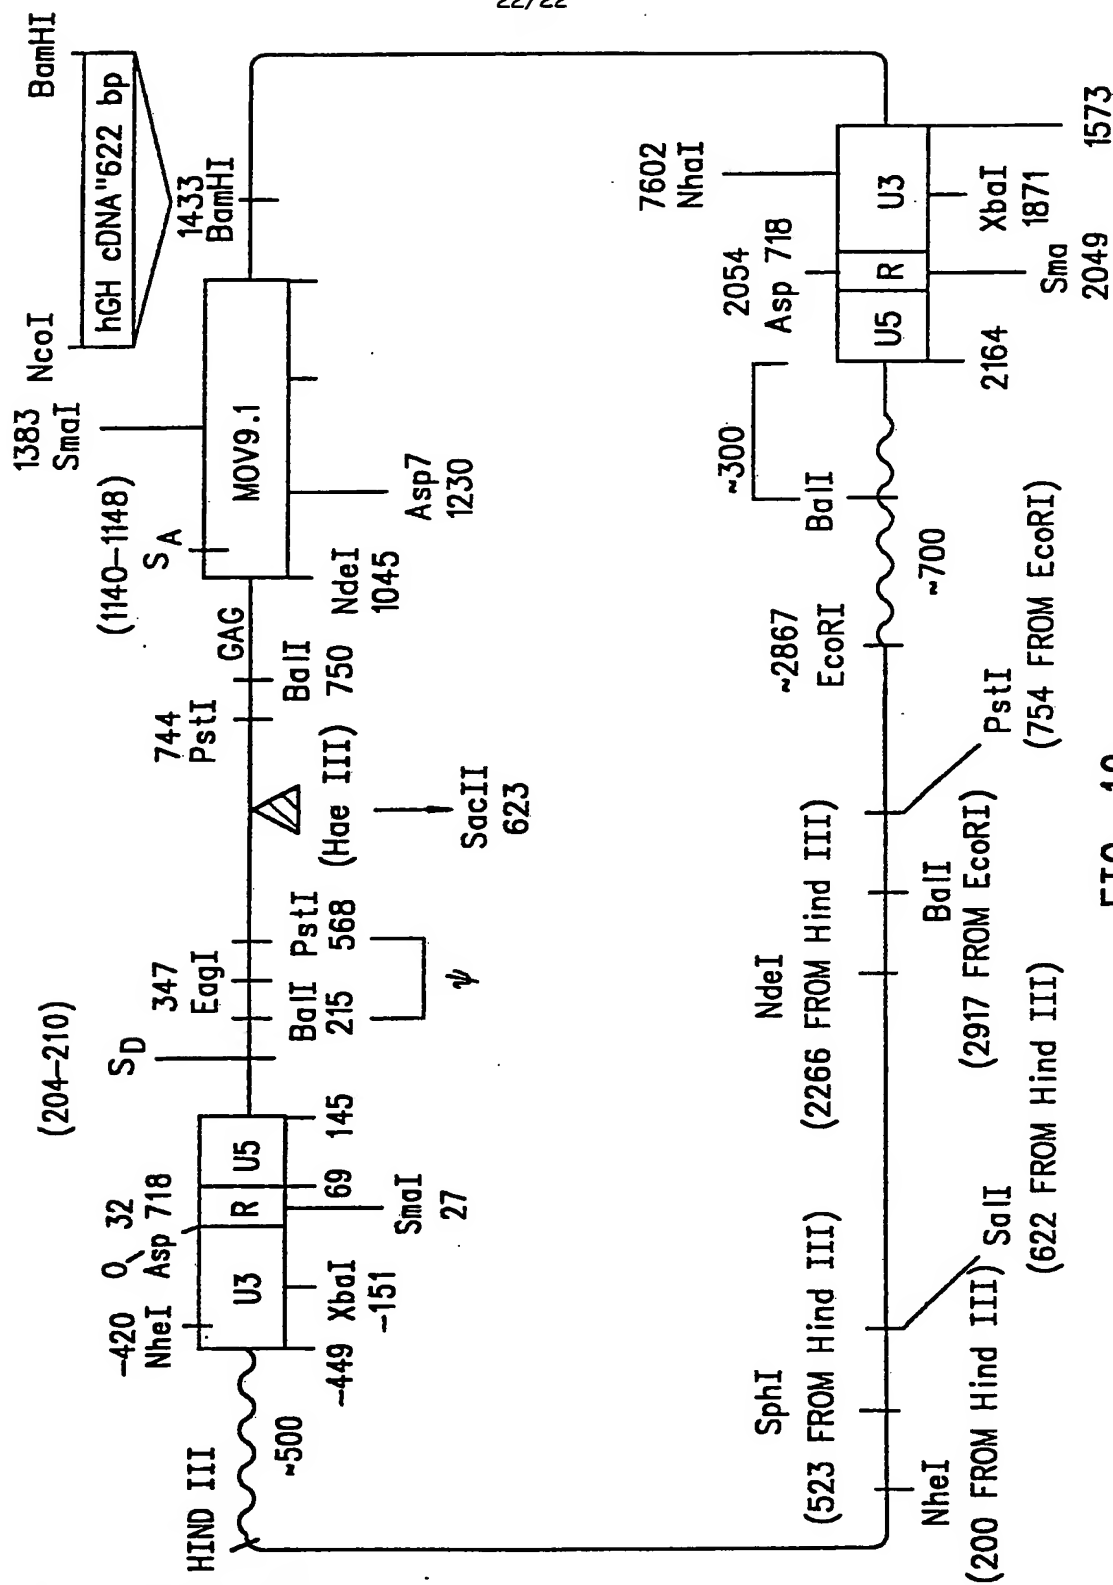 22/22
HIND III
~500
-420
NheI
0
32
Asp 718
U3
R
U5
-449
XbaI
-151
SmaI
27
69
145
(204-210)
SD
347
EagI
BalI
215
PstI
568
ψ
(Hae III)
SacII
623
744
PstI
BalI
750
GAG
(1140-1148)
SA
NdeI
1045
MOV9.1
Asp7
1230
1383
SmaI
NcoI
hGH cDNA"622 bp
BamHI
1433
BamHI
NheI
(200 FROM Hind III)
SphI
(523 FROM Hind III)
SalI
(622 FROM Hind III)
NdeI
(2266 FROM Hind III)
BalI
(2917 FROM EcoRI)
PstI
(754 FROM EcoRI)
~2867
EcoRI
~700
BalI
~300
2164
U5
R
U3
2054
Asp 718
Sma
2049
XbaI
1871
7602
NhaI
1573